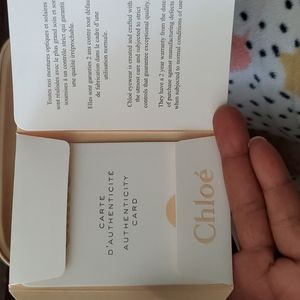 Toutes nos montures optiques et solaires
sont réalisées avec le plus grand soin et sont
soumises à un contrôle strict qui garantit
une qualité irréprochable.
Elles sont garanties 2 ans contre tout défaut
de fabrication dans le cadre d'une
utilisation normale.
Chloé eyewear is created and crafted with
the utmost care and subjected to strict
controls that guarantee exceptional quality.
They have a 2 year warranty from the date
of purchase against manufacturing defects
when subjected to normal conditions of use
CARTE
D'AUTHENTICITÉ
AUTHENTICITY
CARD
Chloé